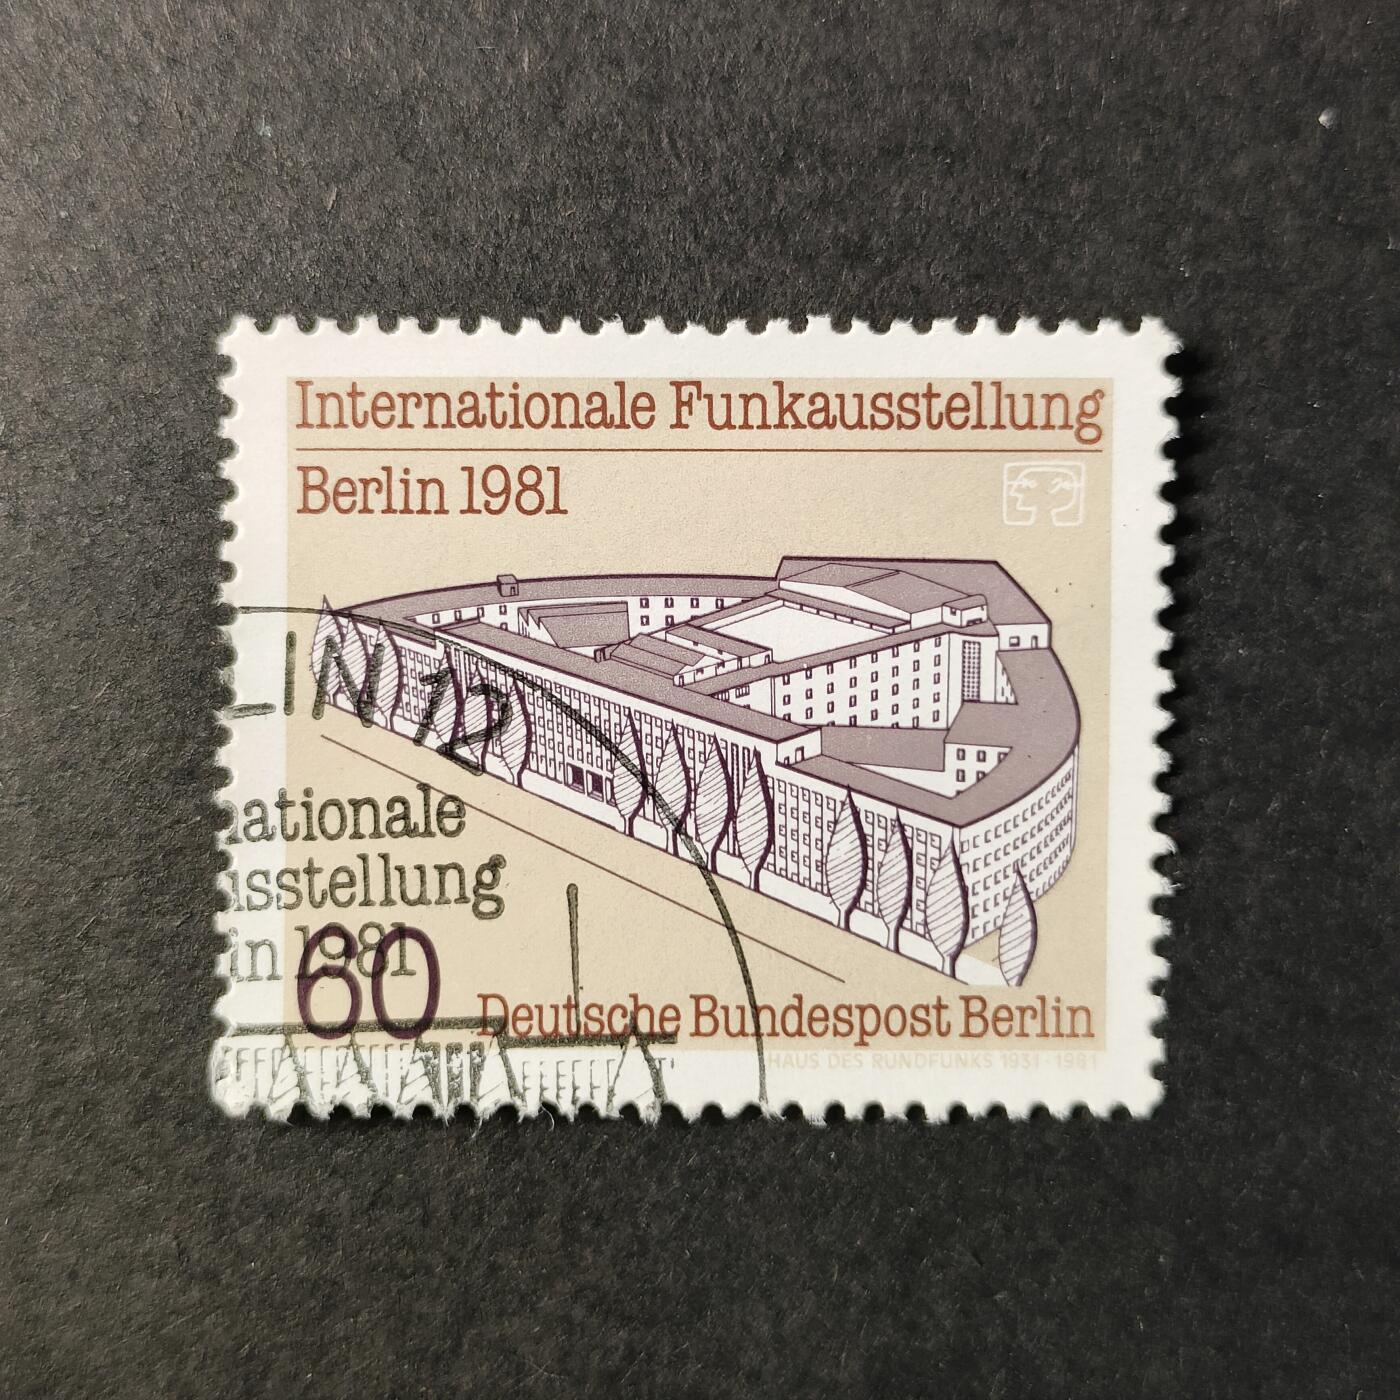 Internationale Funkausstellung
Berlin 1981
LIN 12
nationale
usstellung
in 1981
60
Deutsche Bundespost Berlin
HAUS DES RUNDFUNKS 1931-1981